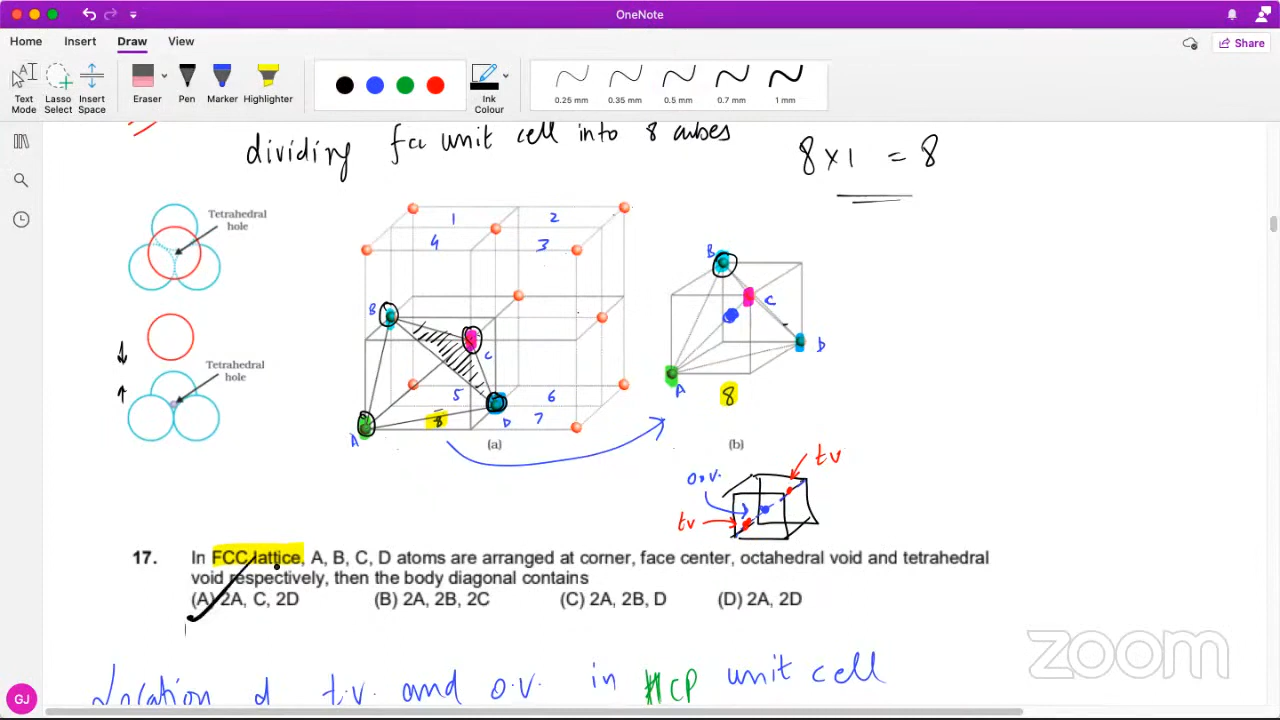 OneNote
Home Insert Draw View
Share
Text Mode
Lasso Select
Insert Space
Eraser
Pen
Marker
Highlighter
Ink Colour
0.25 mm 0.35 mm 0.5 mm 0.7 mm 1 mm
dividing fcc unit cell into 8 cubes
8 × 1 = 8
Tetrahedral hole
1 2
4 3
B
C
5 6
8 D 7
A
(a)
B
C
D
A
8
(b)
Tetrahedral hole
o.v.
tv
tv
17. In FCC lattice, A, B, C, D atoms are arranged at corner, face center, octahedral void and tetrahedral
void respectively, then the body diagonal contains
(A) 2A, C, 2D (B) 2A, 2B, 2C (C) 2A, 2B, D (D) 2A, 2D
zoom
Location of t.v. and o.v. in HCP unit cell
GJ